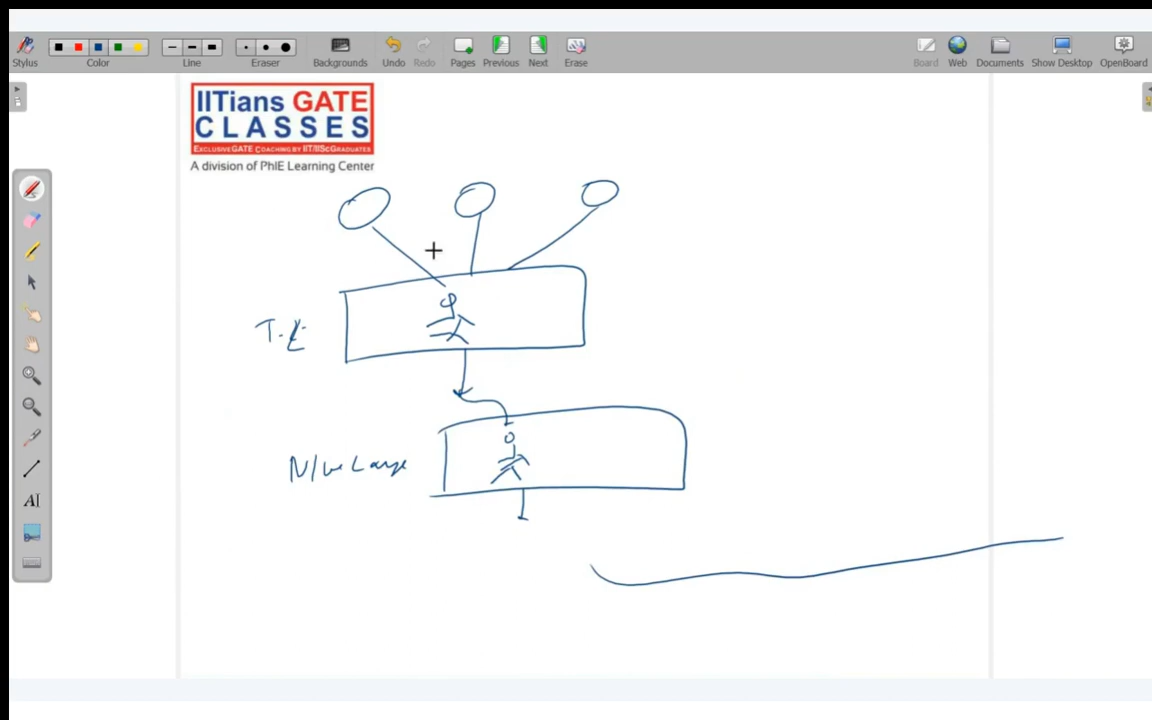 Stylus
Color
Line
Eraser
Backgrounds
Undo
Redo
Pages
Previous
Next
Erase
Board
Web
Documents
Show Desktop
OpenBoard
IITians GATE
CLASSES
EXCLUSIVE GATE COACHING BY IIT/IISC GRADUATES
A division of PhIE Learning Center
N/w
AI